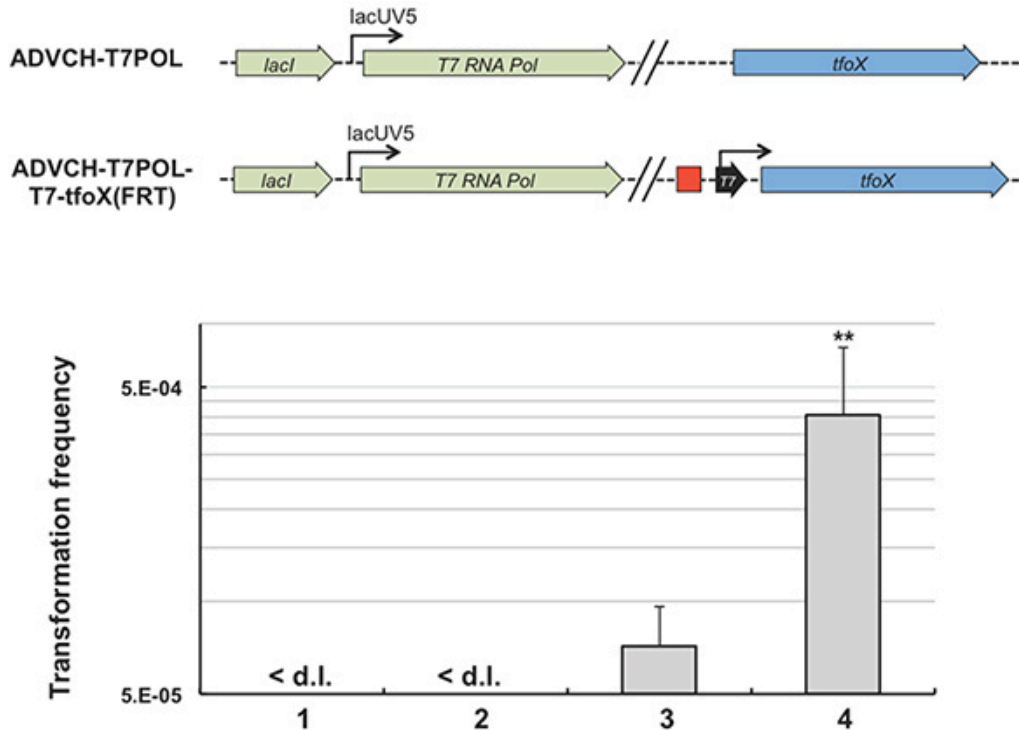 lacUV5
ADVCH-T7POL
lacI
T7 RNA Pol
tfoX
lacUV5
ADVCH-T7POL-
T7-tfoX(FRT)
lacI
T7 RNA Pol
T7
tfoX
Transformation frequency
**
5.E-04
< d.l.
< d.l.
5.E-05
1 2 3 4